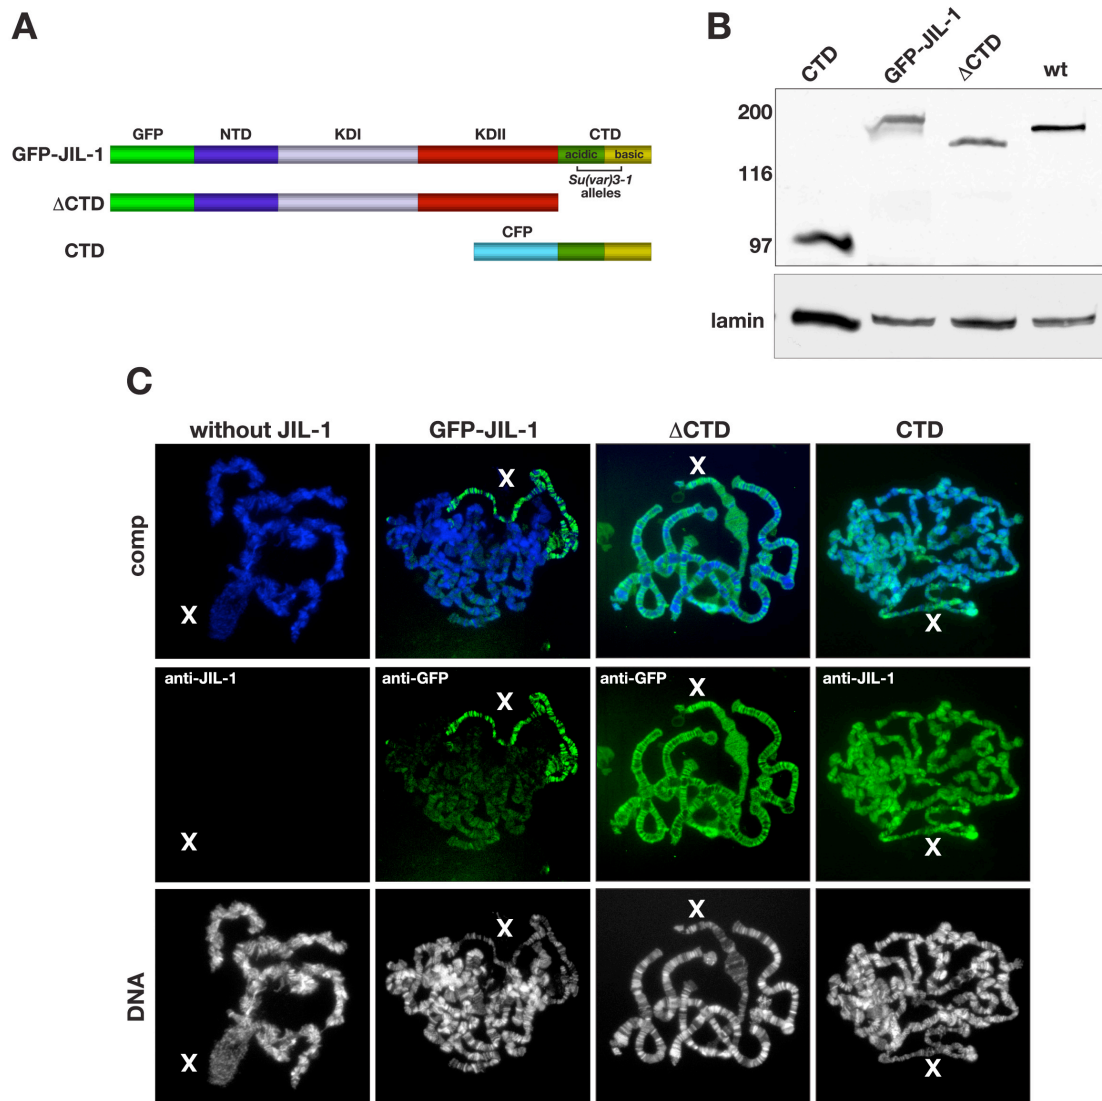 A
GFP NTD KDI KDII CTD
GFP-JIL-1 acidic basic
Su(var)3-1
alleles
ΔCTD
CFP
CTD
B
CTD GFP-JIL-1 ΔCTD wt
200
116
97
lamin
C
without JIL-1 GFP-JIL-1 ΔCTD CTD
comp
X X X X
anti-JIL-1 anti-GFP anti-GFP anti-JIL-1
X X X X
DNA
X X X X